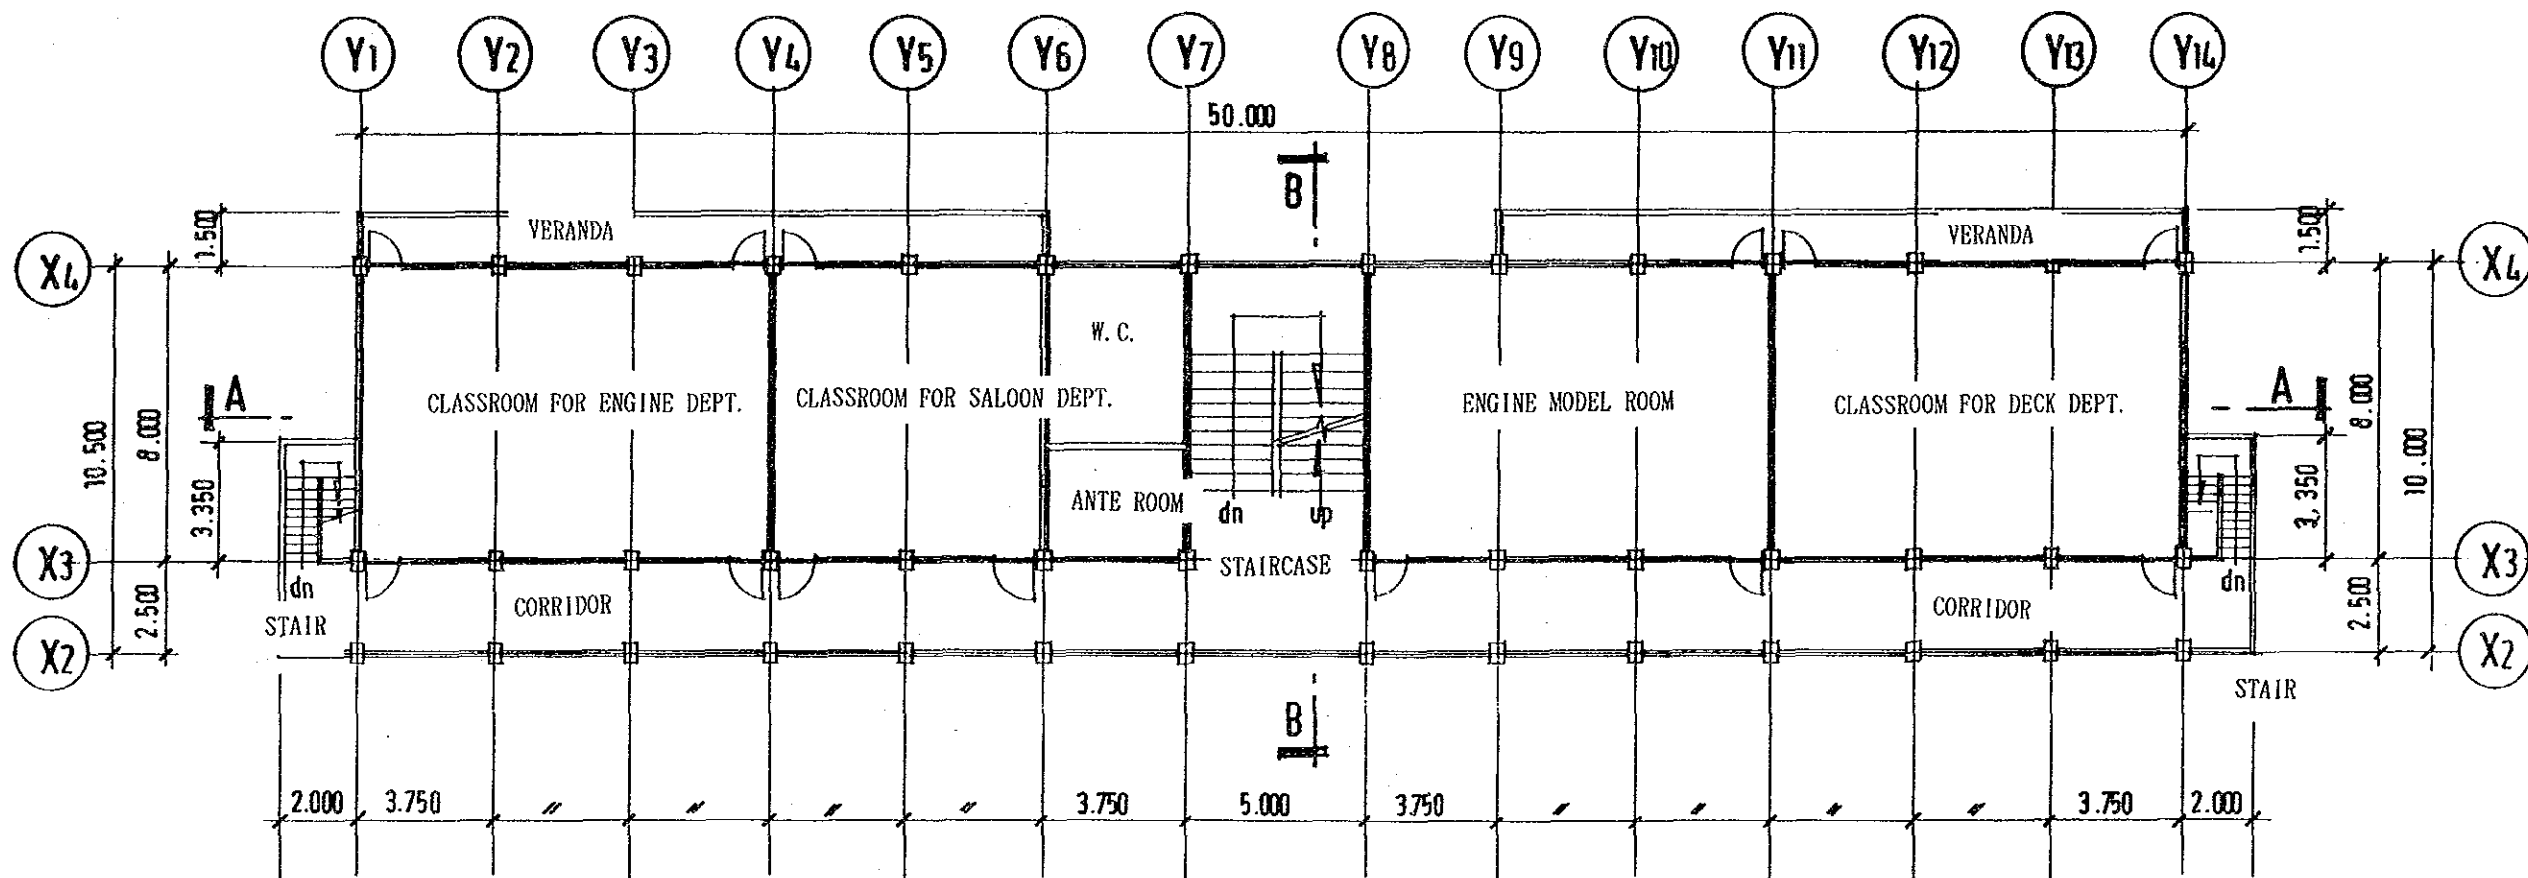 Y1 Y2 Y3 Y4 Y5 Y6 Y7 Y8 Y9 Y10 Y11 Y12 Y13 Y14
50.000
B
1.500 VERANDA VERANDA 1.500
X4 X4
W.C.
A A
CLASSROOM FOR ENGINE DEPT. CLASSROOM FOR SALOON DEPT. ENGINE MODEL ROOM CLASSROOM FOR DECK DEPT.
10.500 8.000 8.000 10.000
3.350 3.350
ANTE ROOM
dn up
X3 STAIRCASE X3
dn dn
2.500 CORRIDOR CORRIDOR 2.500
STAIR
X2 X2
STAIR
B
2.000 3.750 〃 〃 〃 〃 3.750 5.000 3.750 〃 〃 〃 〃 3.750 2.000